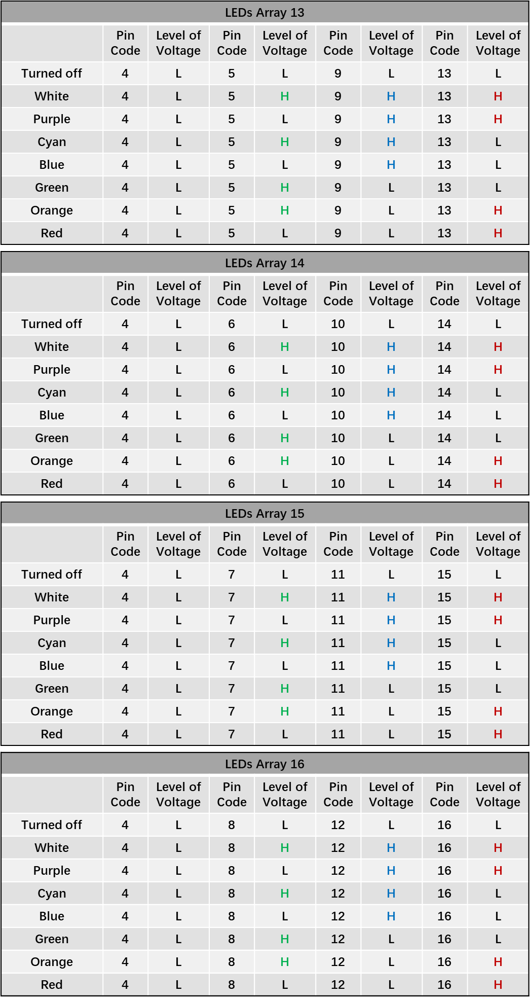 LEDs Array 13
Pin Code Level of Voltage Pin Code Level of Voltage Pin Code Level of Voltage Pin Code Level of Voltage
Turned off 4 L 5 L 9 L 13 L
White 4 L 5 H 9 H 13 H
Purple 4 L 5 L 9 H 13 H
Cyan 4 L 5 H 9 H 13 L
Blue 4 L 5 L 9 H 13 L
Green 4 L 5 H 9 L 13 L
Orange 4 L 5 H 9 L 13 H
Red 4 L 5 L 9 L 13 H
LEDs Array 14
Pin Code Level of Voltage Pin Code Level of Voltage Pin Code Level of Voltage Pin Code Level of Voltage
Turned off 4 L 6 L 10 L 14 L
White 4 L 6 H 10 H 14 H
Purple 4 L 6 L 10 H 14 H
Cyan 4 L 6 H 10 H 14 L
Blue 4 L 6 L 10 H 14 L
Green 4 L 6 H 10 L 14 L
Orange 4 L 6 H 10 L 14 H
Red 4 L 6 L 10 L 14 H
LEDs Array 15
Pin Code Level of Voltage Pin Code Level of Voltage Pin Code Level of Voltage Pin Code Level of Voltage
Turned off 4 L 7 L 11 L 15 L
White 4 L 7 H 11 H 15 H
Purple 4 L 7 L 11 H 15 H
Cyan 4 L 7 H 11 H 15 L
Blue 4 L 7 L 11 H 15 L
Green 4 L 7 H 11 L 15 L
Orange 4 L 7 H 11 L 15 H
Red 4 L 7 L 11 L 15 H
LEDs Array 16
Pin Code Level of Voltage Pin Code Level of Voltage Pin Code Level of Voltage Pin Code Level of Voltage
Turned off 4 L 8 L 12 L 16 L
White 4 L 8 H 12 H 16 H
Purple 4 L 8 L 12 H 16 H
Cyan 4 L 8 H 12 H 16 L
Blue 4 L 8 L 12 H 16 L
Green 4 L 8 H 12 L 16 L
Orange 4 L 8 H 12 L 16 H
Red 4 L 8 L 12 L 16 H